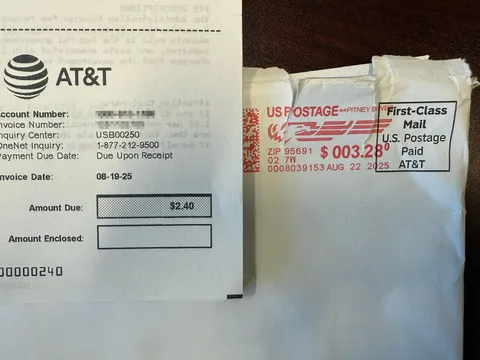 AT&T
Account Number:
Invoice Number:
Inquiry Center: USB00250
OneNet Inquiry: 1-877-212-9500
Payment Due Date: Due Upon Receipt
Invoice Date: 08-19-25
Amount Due: $2.40
Amount Enclosed:
00000240
US POSTAGE PITNEY BOWES
ZIP 95691 $ 003.28⁰
02 7W
0008039153 AUG 22 2025
First-Class
Mail
U.S. Postage
Paid
AT&T